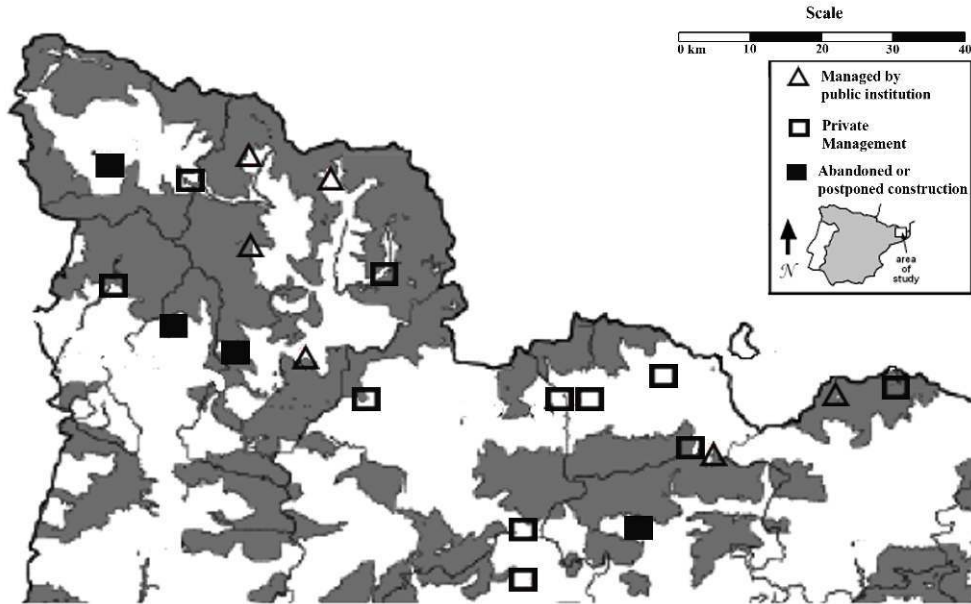 Scale
0 km 10 20 30 40
Managed by
public institution
Private
Management
Abandoned or
postponed construction
N
area
of
study